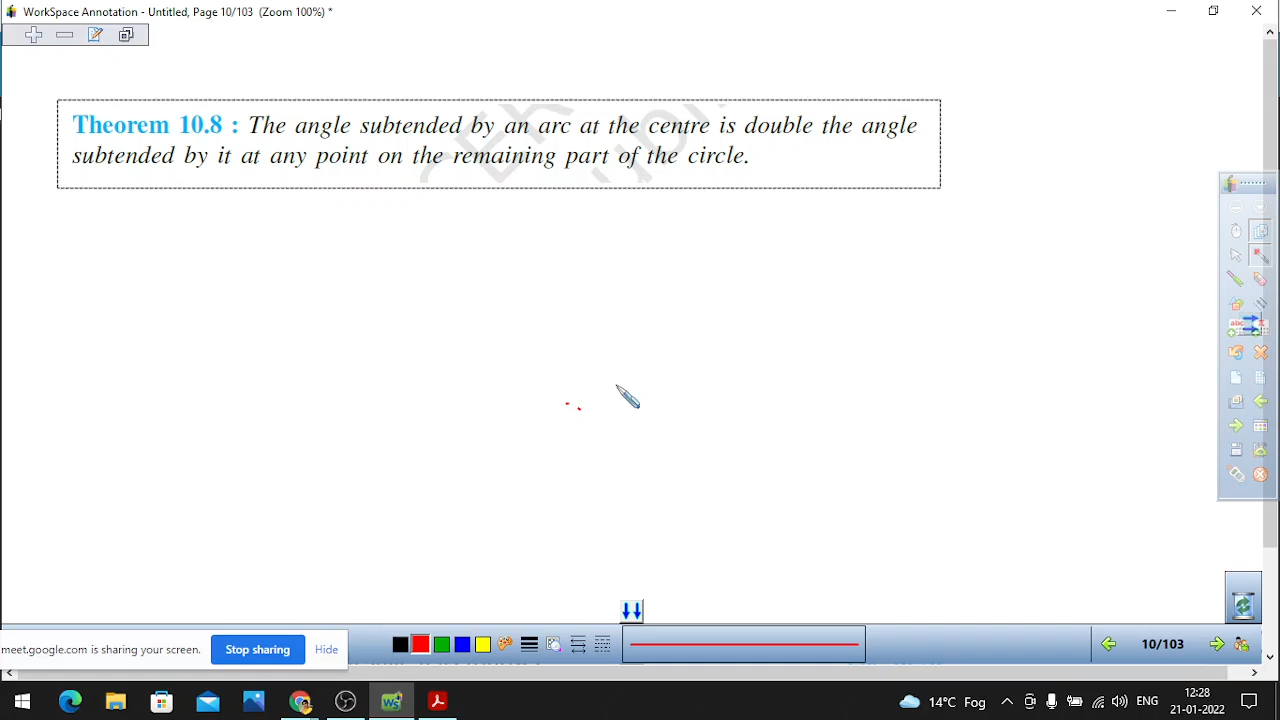 WorkSpace Annotation - Untitled, Page 10/103 (Zoom 100%) *
Theorem 10.8 : The angle subtended by an arc at the centre is double the angle
subtended by it at any point on the remaining part of the circle.
abc
meet.google.com is sharing your screen.
Stop sharing
Hide
10/103
WS
14°C Fog
ENG
12:28
21-01-2022